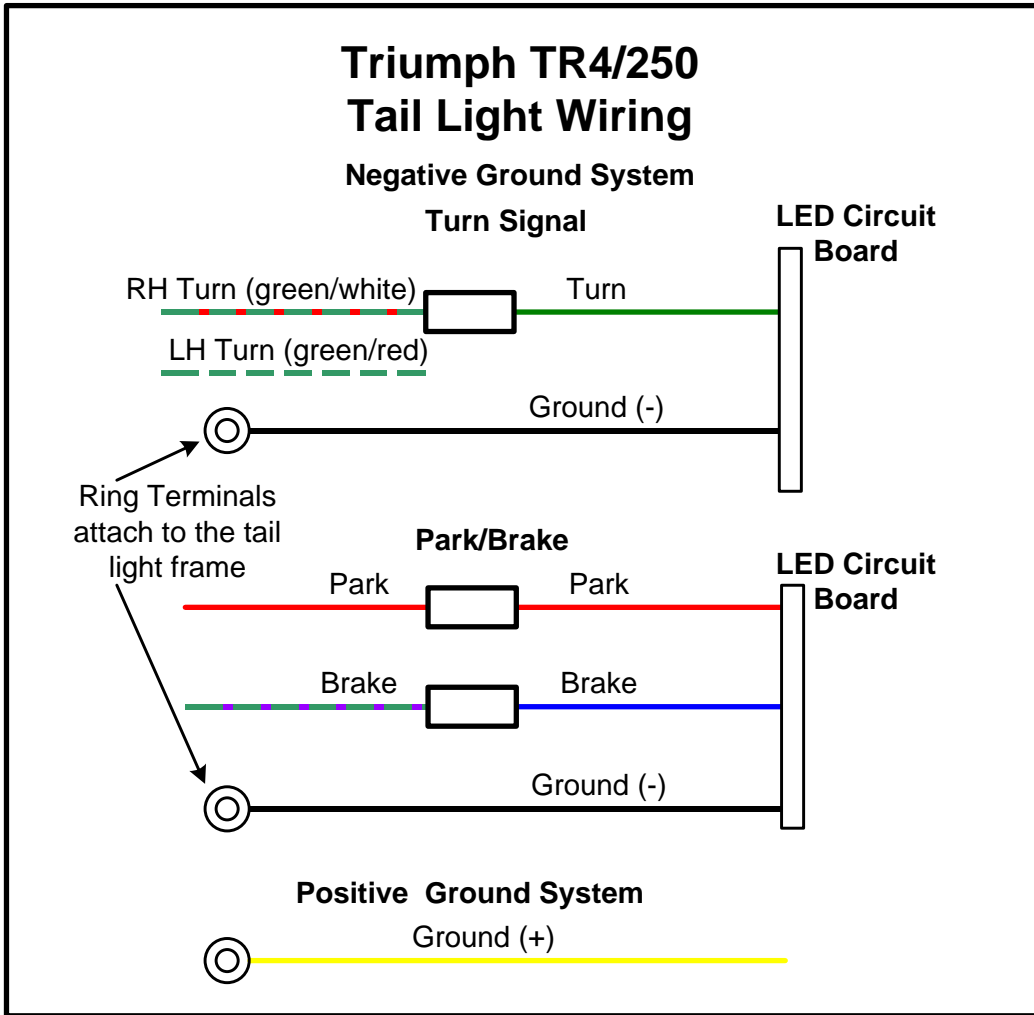 Triumph TR4/250
Tail Light Wiring
Negative Ground System
Turn Signal
LED Circuit
Board
RH Turn (green/white)
Turn
LH Turn (green/red)
Ground (-)
Ring Terminals
attach to the tail
light frame
Park/Brake
LED Circuit
Board
Park
Park
Brake
Brake
Ground (-)
Positive Ground System
Ground (+)